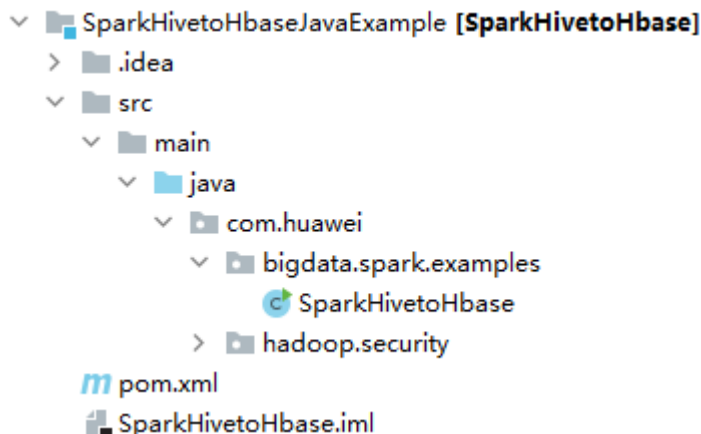 SparkHivetoHbaseJavaExample [SparkHivetoHbase]
.idea
src
main
java
com.huawei
bigdata.spark.examples
C SparkHivetoHbase
hadoop.security
m pom.xml
SparkHivetoHbase.iml